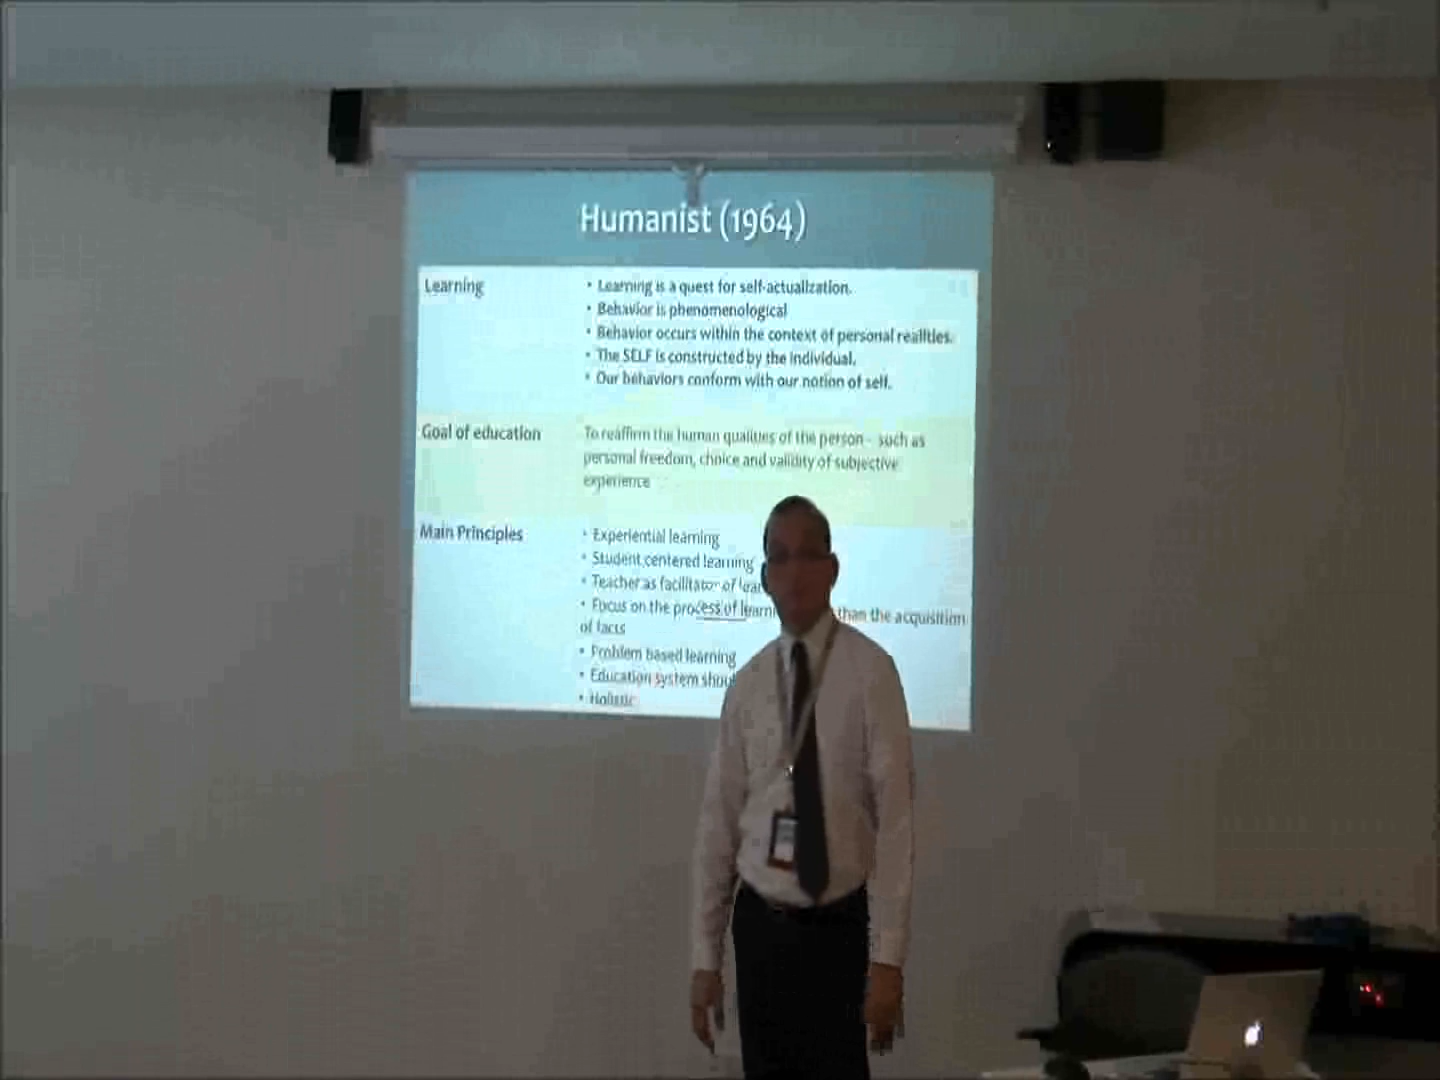 Humanist (1964)
Learning
• Learning is a quest for self-actualization.
• Behavior is phenomenological
• Behavior occurs within the context of personal realities.
• The SELF is constructed by the individual.
• Our behaviors conform with our notion of self.
Goal of education
To reaffirm the human qualities of the person - such as
personal freedom, choice and validity of subjective
experience
Main Principles
• Experiential learning
• Student centered learning
• Teacher as facilitator of
• Focus on the process of than the acquisition
of facts
• Problem based learning
• Education system
• Holistic